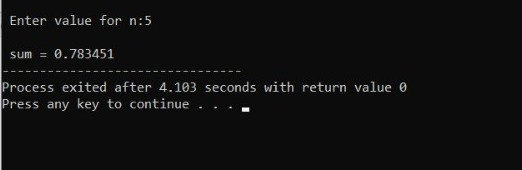 Enter value for n:5
sum = 0.783451
--------------------------------
Process exited after 4.103 seconds with return value 0
Press any key to continue . . .